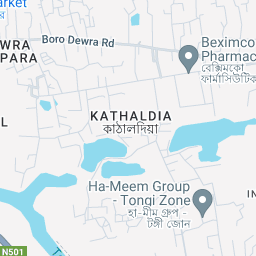 arket
ার
Boro Dewra Rd
WRA
PARA
Beximco
Pharmac
বেক্সিমকো
ফার্মাসিউটিক
KATHALDIA
কাঠালদিয়া
L
Ha-Meem Group
- Tongi Zone
হা-মীম গ্রুপ -
টঙ্গী জোন
IN
N501